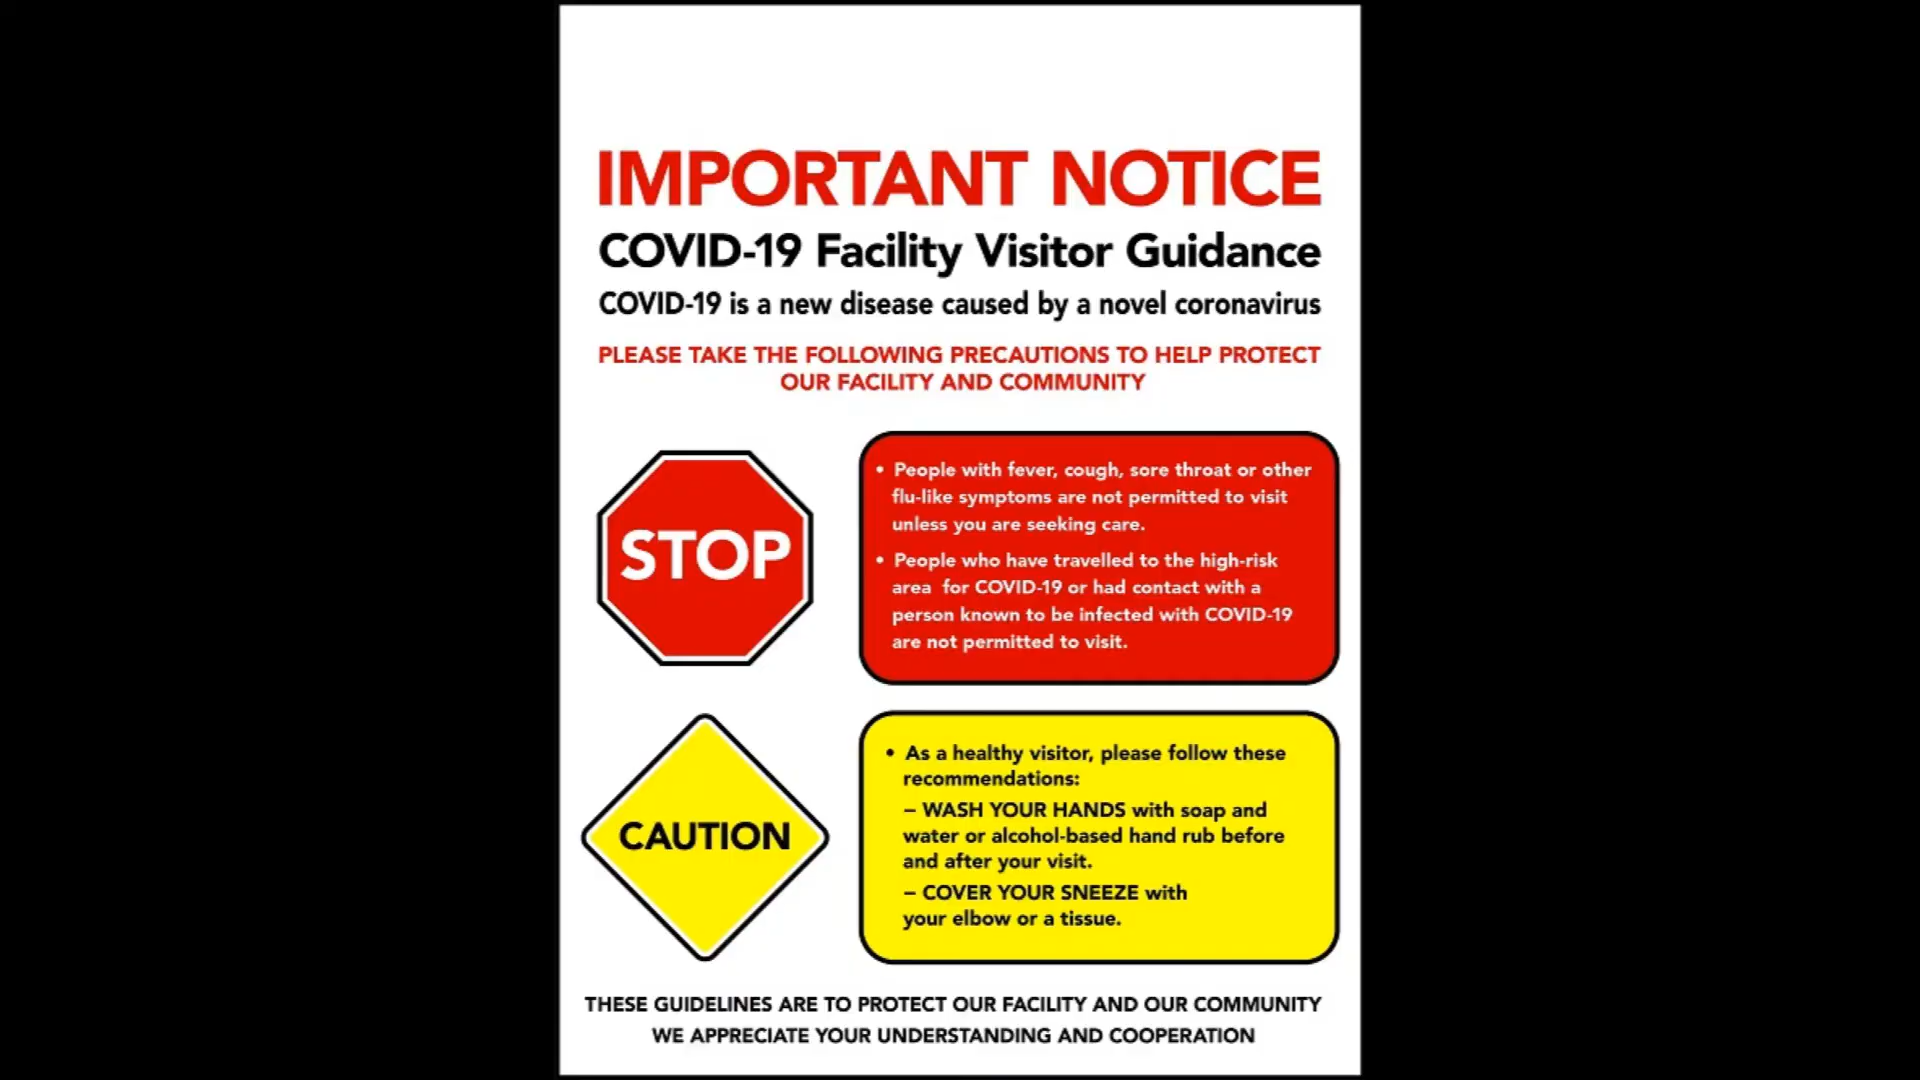 IMPORTANT NOTICE
COVID-19 Facility Visitor Guidance
COVID-19 is a new disease caused by a novel coronavirus
PLEASE TAKE THE FOLLOWING PRECAUTIONS TO HELP PROTECT
OUR FACILITY AND COMMUNITY
STOP
• People with fever, cough, sore throat or other
flu-like symptoms are not permitted to visit
unless you are seeking care.
• People who have travelled to the high-risk
area for COVID-19 or had contact with a
person known to be infected with COVID-19
are not permitted to visit.
CAUTION
• As a healthy visitor, please follow these
recommendations:
– WASH YOUR HANDS with soap and
water or alcohol-based hand rub before
and after your visit.
– COVER YOUR SNEEZE with
your elbow or a tissue.
THESE GUIDELINES ARE TO PROTECT OUR FACILITY AND OUR COMMUNITY
WE APPRECIATE YOUR UNDERSTANDING AND COOPERATION